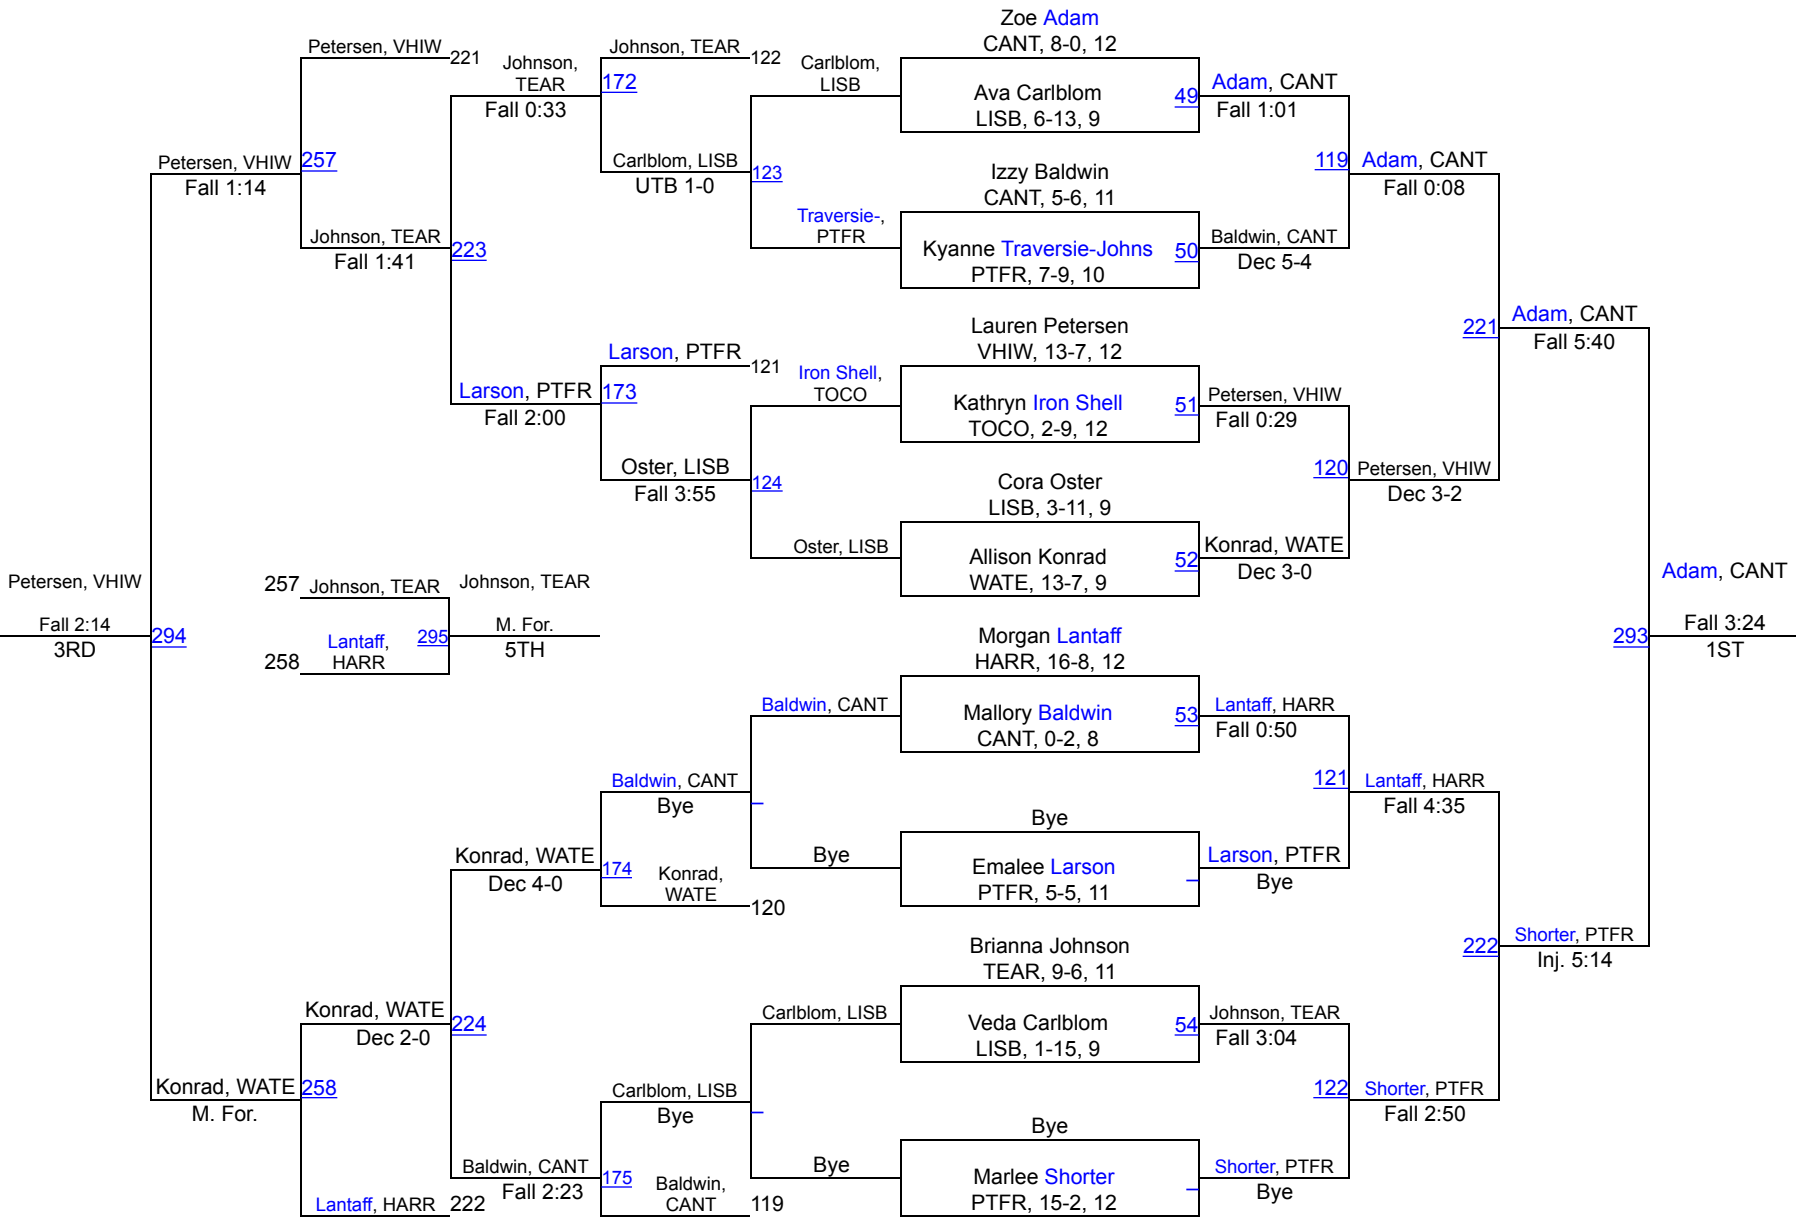 Zoe Adam
CANT, 8-0, 12
Ava Carlblom
LISB, 6-13, 9
49
Izzy Baldwin
CANT, 5-6, 11
Kyanne Traversie-Johns
PTFR, 7-9, 10
50
Lauren Petersen
VHIW, 13-7, 12
Kathryn Iron Shell
TOCO, 2-9, 12
51
Cora Oster
LISB, 3-11, 9
Allison Konrad
WATE, 13-7, 9
52
Morgan Lantaff
HARR, 16-8, 12
Mallory Baldwin
CANT, 0-2, 8
53
Bye
Emalee Larson
PTFR, 5-5, 11
–
Brianna Johnson
TEAR, 9-6, 11
Veda Carlblom
LISB, 1-15, 9
54
Bye
Marlee Shorter
PTFR, 15-2, 12
–
Adam, CANT
Fall 1:01
119
Baldwin, CANT
Dec 5-4
Petersen, VHIW
Fall 0:29
120
Konrad, WATE
Dec 3-0
Lantaff, HARR
Fall 0:50
121
Larson, PTFR
Bye
Johnson, TEAR
Fall 3:04
122
Shorter, PTFR
Bye
Adam, CANT
Fall 0:08
221
Petersen, VHIW
Dec 3-2
Lantaff, HARR
Fall 4:35
222
Shorter, PTFR
Fall 2:50
Adam, CANT
Fall 5:40
293
Shorter, PTFR
Inj. 5:14
Adam, CANT
Fall 3:24
1ST
Carlblom,
LISB
123
Traversie-,
PTFR
Iron Shell,
TOCO
124
Oster, LISB
Baldwin, CANT
–
Bye
Carlblom, LISB
–
Bye
Johnson, TEAR
122
172
Carlblom, LISB
UTB 1-0
Larson, PTFR
121
173
Oster, LISB
Fall 3:55
Baldwin, CANT
Bye
174
Konrad,
WATE
120
Carlblom, LISB
Bye
175
Baldwin,
CANT
119
Johnson,
TEAR
Fall 0:33
223
Larson, PTFR
Fall 2:00
Konrad, WATE
Dec 4-0
224
Baldwin, CANT
Fall 2:23
Petersen, VHIW
221
257
Johnson, TEAR
Fall 1:41
Konrad, WATE
Dec 2-0
258
Lantaff, HARR
222
Petersen, VHIW
Fall 1:14
294
Konrad, WATE
M. For.
Petersen, VHIW
Fall 2:14
3RD
257
Johnson, TEAR
258
Lantaff,
HARR
295
Johnson, TEAR
M. For.
5TH